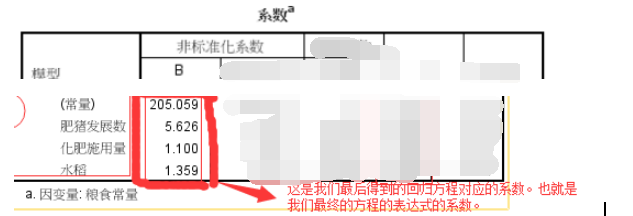 系数a
非标准化系数
模型 B
(常量) 205.059
肥猪发展数 5.626
化肥施用量 1.100
水稻 1.359
a. 因变量: 粮食常量
这是我们最后得到的回归方程对应的系数。也就是
我们最终的方程的表达式的系数。